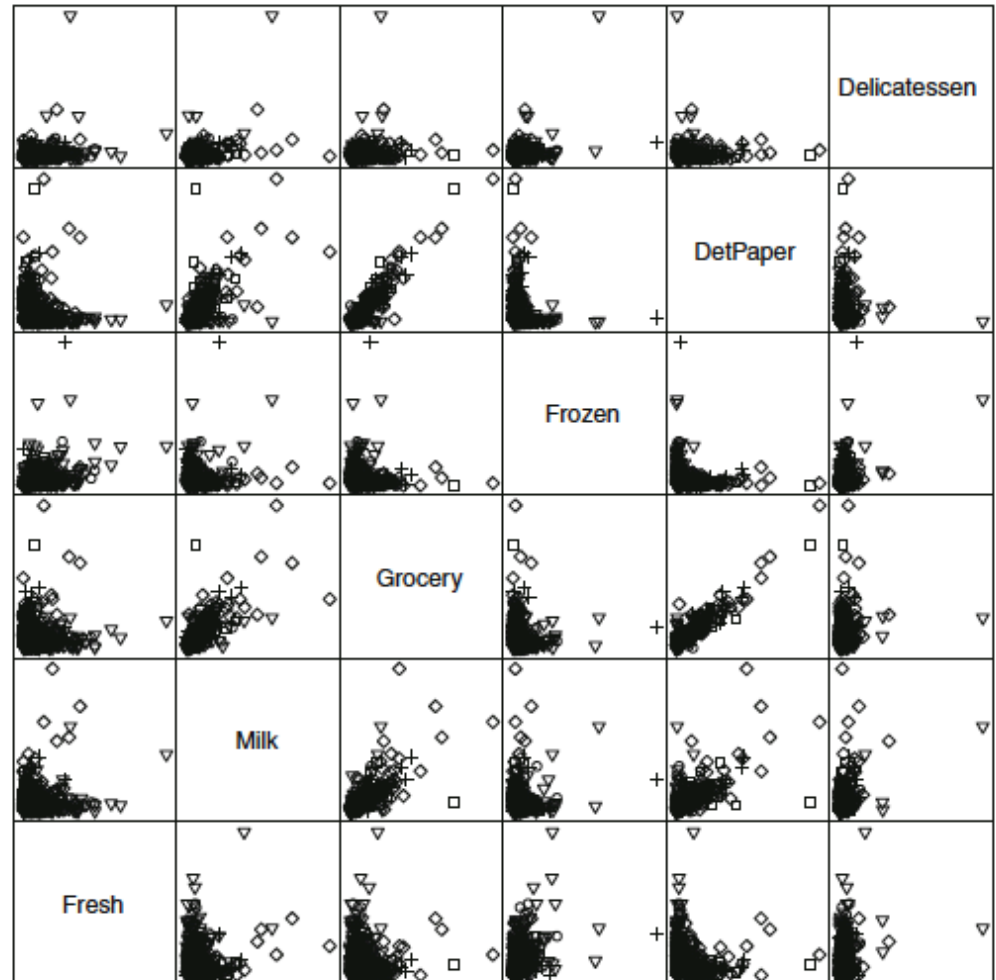 Delicatessen
DetPaper
Frozen
Grocery
Milk
Fresh